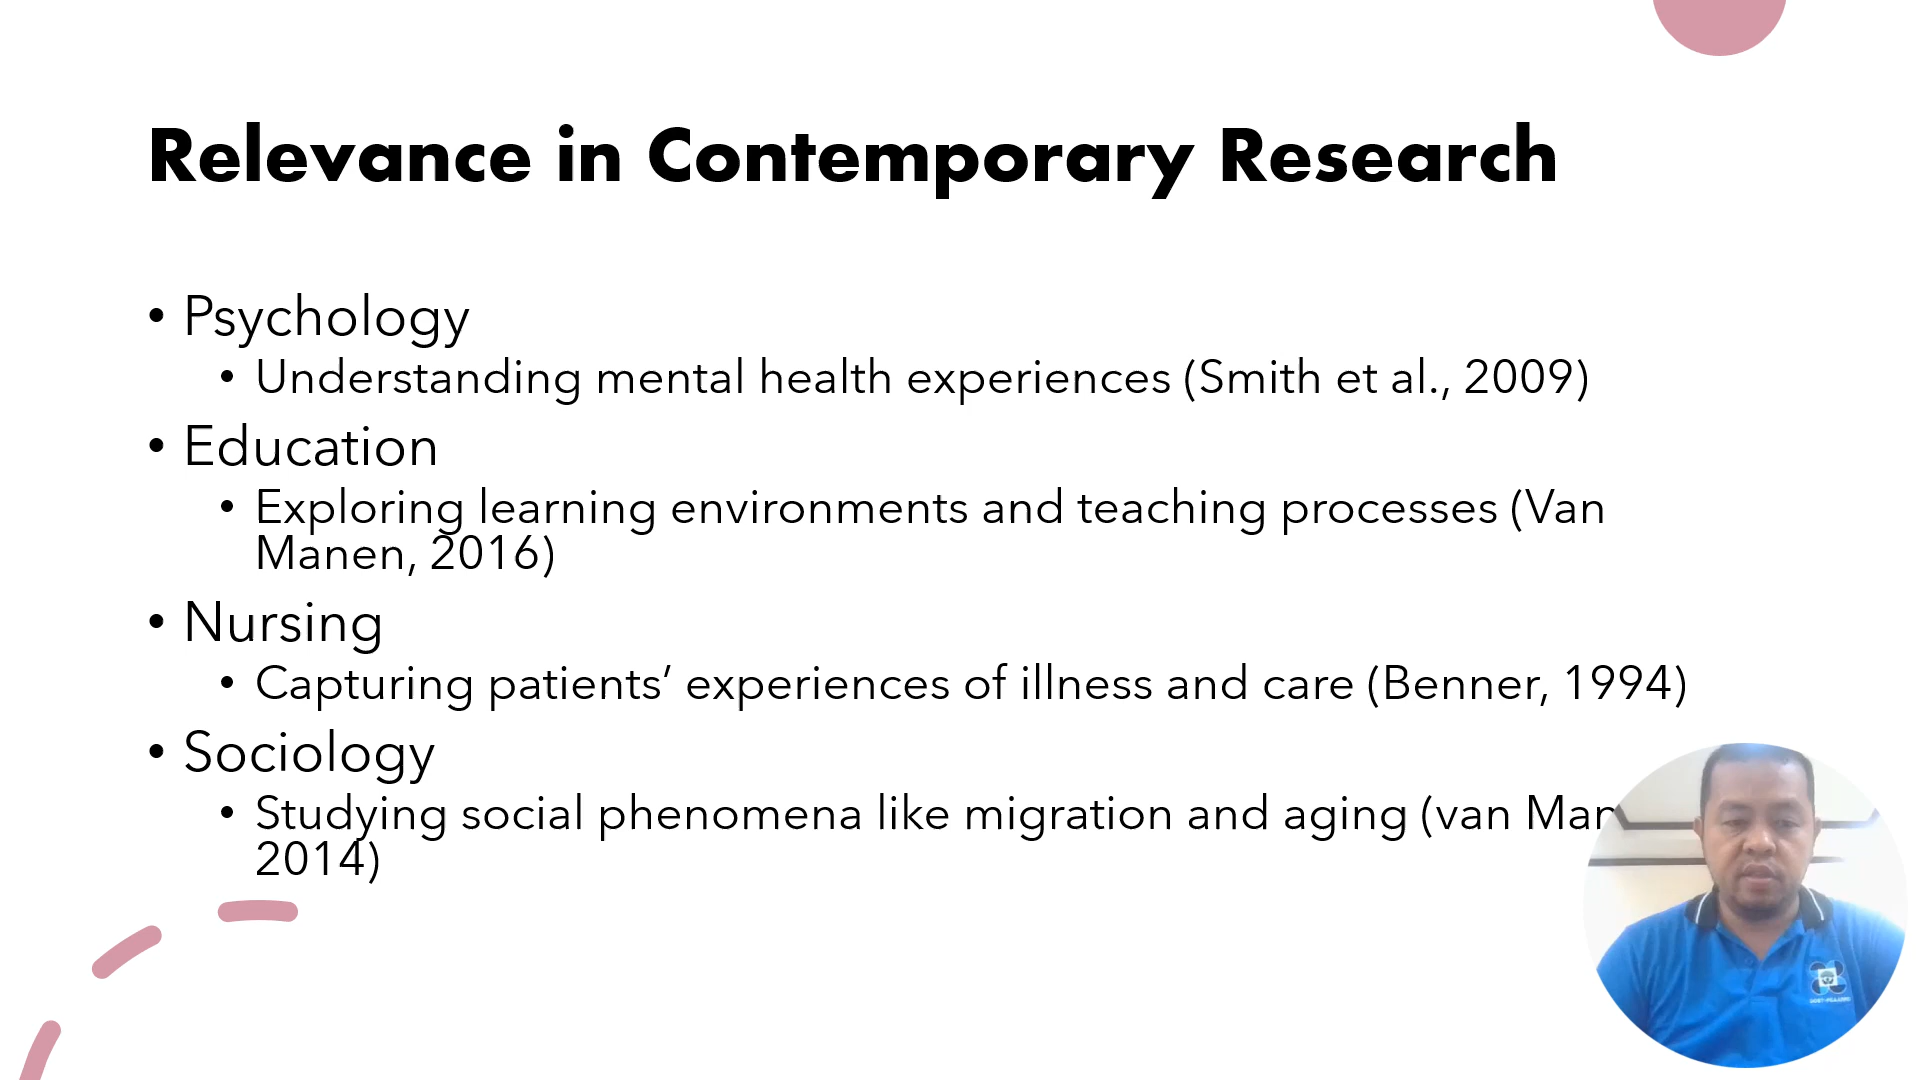 Relevance in Contemporary Research
• Psychology
• Understanding mental health experiences (Smith et al., 2009)
• Education
• Exploring learning environments and teaching processes (Van
Manen, 2016)
• Nursing
• Capturing patients’ experiences of illness and care (Benner, 1994)
• Sociology
• Studying social phenomena like migration and aging (van Man
2014)